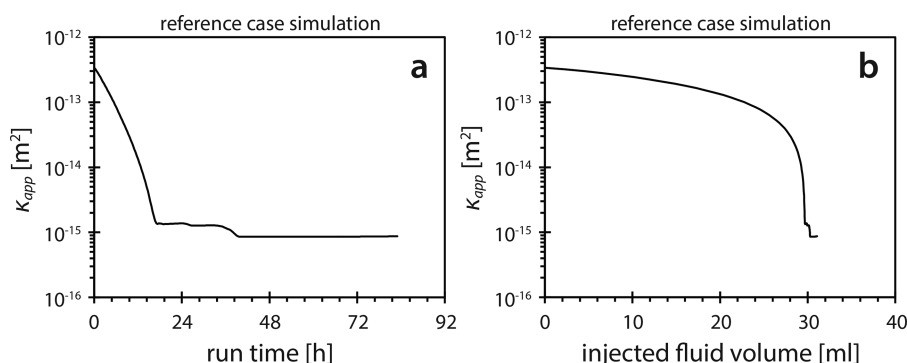 reference case simulation
a
κapp [m²]
10⁻¹²
10⁻¹³
10⁻¹⁴
10⁻¹⁵
10⁻¹⁶
0 24 48 72 92
run time [h]
reference case simulation
b
κapp [m²]
10⁻¹²
10⁻¹³
10⁻¹⁴
10⁻¹⁵
10⁻¹⁶
0 10 20 30 40
injected fluid volume [ml]